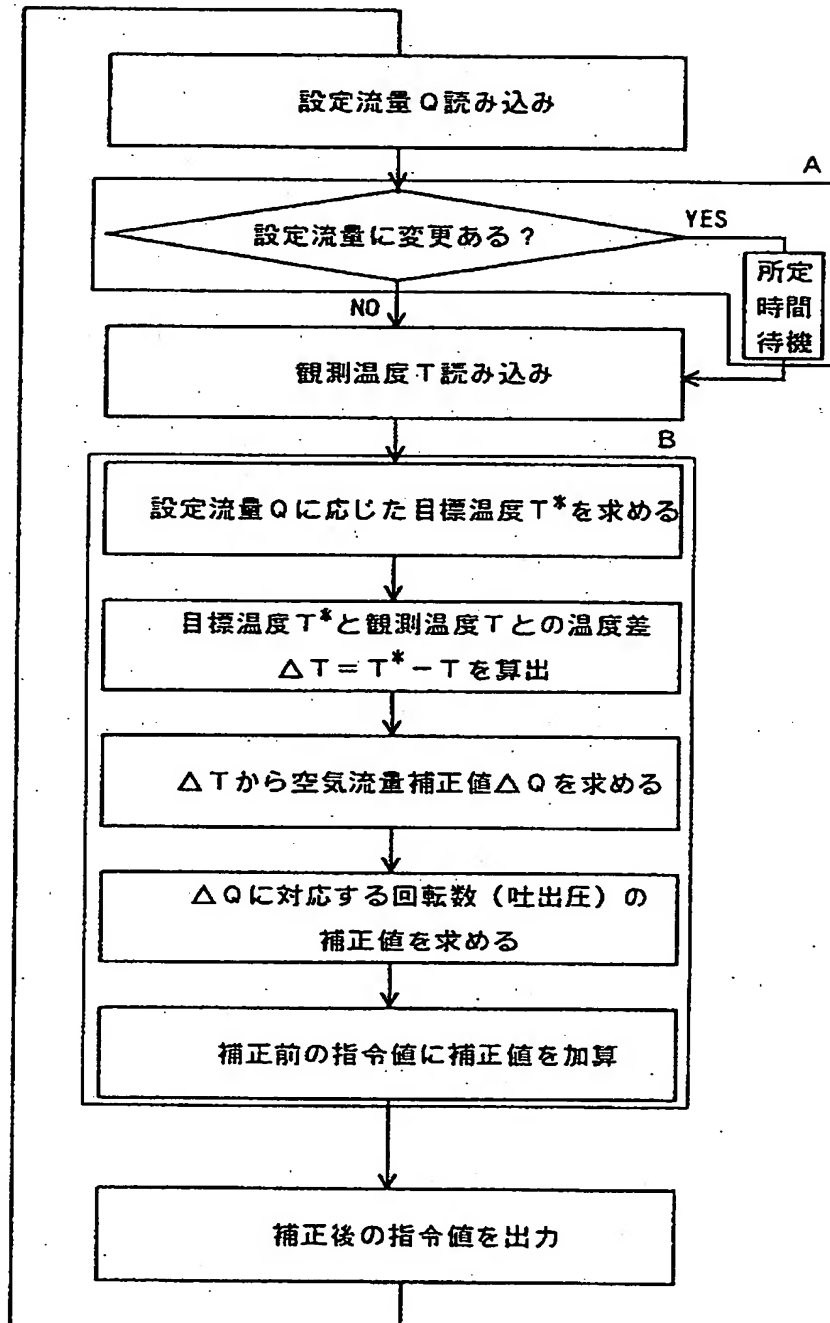 設定流量Q読み込み
A
設定流量に変更ある?
YES
所定
時間
待機
NO
観測温度T読み込み
B
設定流量Qに応じた目標温度T*を求める
目標温度T*と観測温度Tとの温度差
△T=T*-Tを算出
△Tから空気流量補正値△Qを求める
△Qに対応する回転数(吐出圧)の
補正値を求める
補正前の指令値に補正値を加算
補正後の指令値を出力